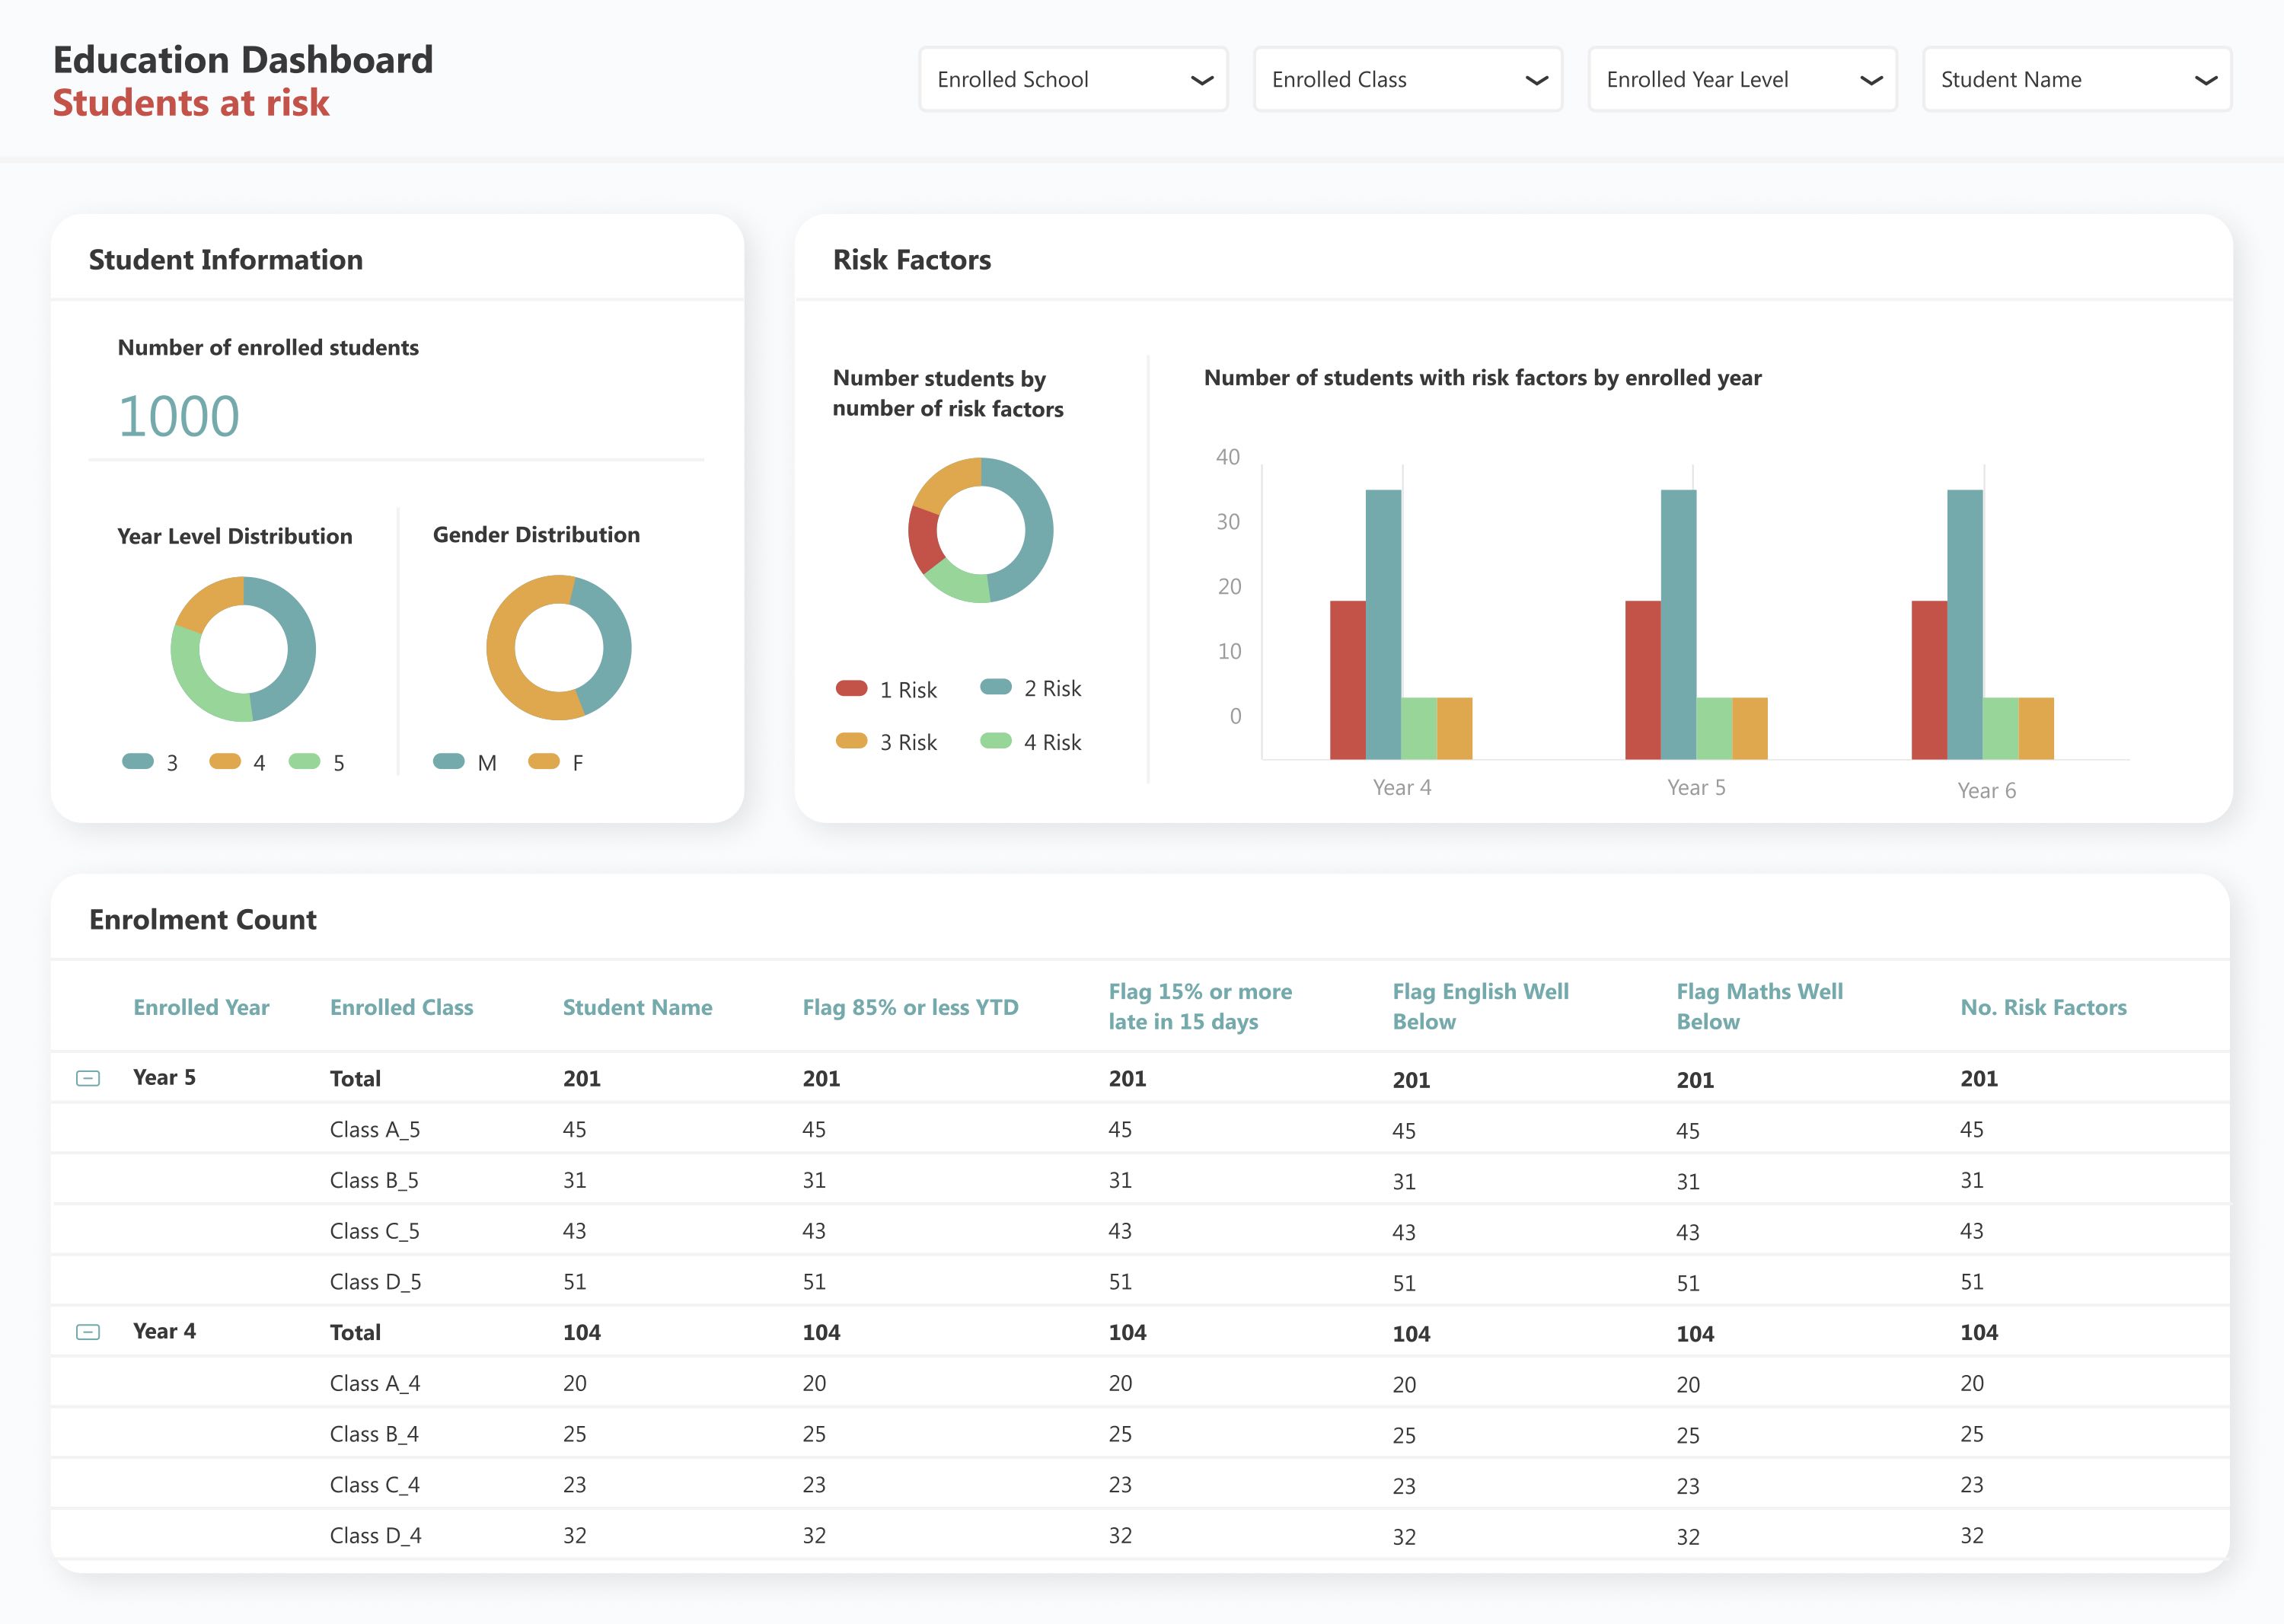 Education Dashboard
Students at risk
Enrolled School
Enrolled Class
Enrolled Year Level
Student Name
Student Information
Number of enrolled students
1000
Year Level Distribution
3 4 5
Gender Distribution
M F
Risk Factors
Number students by
number of risk factors
1 Risk 2 Risk
3 Risk 4 Risk
Number of students with risk factors by enrolled year
40
30
20
10
0
Year 4 Year 5 Year 6
Enrolment Count
Enrolled Year Enrolled Class Student Name Flag 85% or less YTD Flag 15% or more late in 15 days Flag English Well Below Flag Maths Well Below No. Risk Factors
Year 5 Total 201 201 201 201 201 201
Class A_5 45 45 45 45 45 45
Class B_5 31 31 31 31 31 31
Class C_5 43 43 43 43 43 43
Class D_5 51 51 51 51 51 51
Year 4 Total 104 104 104 104 104 104
Class A_4 20 20 20 20 20 20
Class B_4 25 25 25 25 25 25
Class C_4 23 23 23 23 23 23
Class D_4 32 32 32 32 32 32